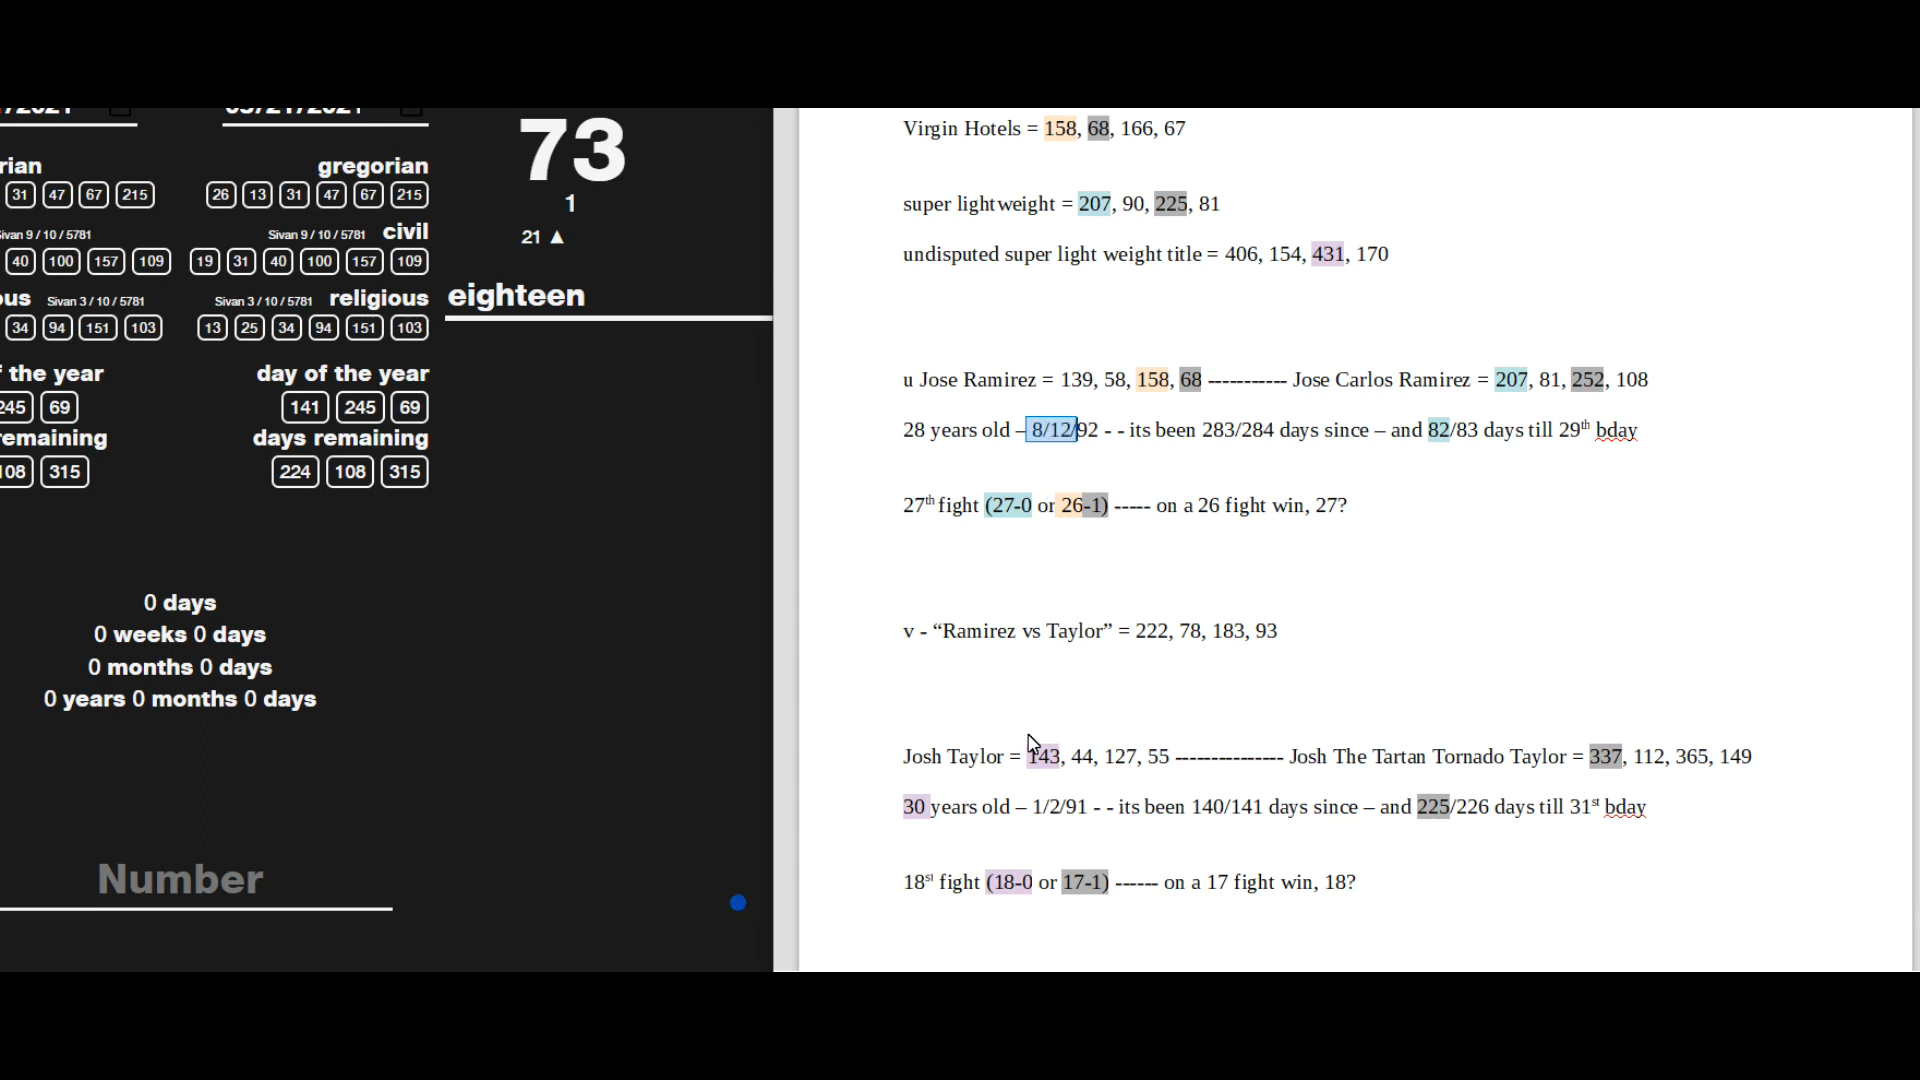 gregorian
26 13 31 47 67 215
31 47 67 215
Sivan 9 / 10 / 5781 civil
40 100 157 109
19 31 40 100 157 109
Sivan 3 / 10 / 5781
Sivan 3 / 10 / 5781 religious
34 94 151 103
13 25 34 94 151 103
the year
day of the year
245 69
141 245 69
days remaining
108 315
224 108 315
0 days
0 weeks 0 days
0 months 0 days
0 years 0 months 0 days
Number
73
1
21 ▲
eighteen
Virgin Hotels = 158, 68, 166, 67
super lightweight = 207, 90, 225, 81
undisputed super light weight title = 406, 154, 431, 170
u Jose Ramirez = 139, 58, 158, 68 ----------- Jose Carlos Ramirez = 207, 81, 252, 108
28 years old – 8/12/92 - - its been 283/284 days since – and 82/83 days till 29th bday
27th fight (27-0 or 26-1) ----- on a 26 fight win, 27?
v - “Ramirez vs Taylor” = 222, 78, 183, 93
Josh Taylor = 143, 44, 127, 55 --------------- Josh The Tartan Tornado Taylor = 337, 112, 365, 149
30 years old – 1/2/91 - - its been 140/141 days since – and 225/226 days till 31st bday
18st fight (18-0 or 17-1) ------ on a 17 fight win, 18?